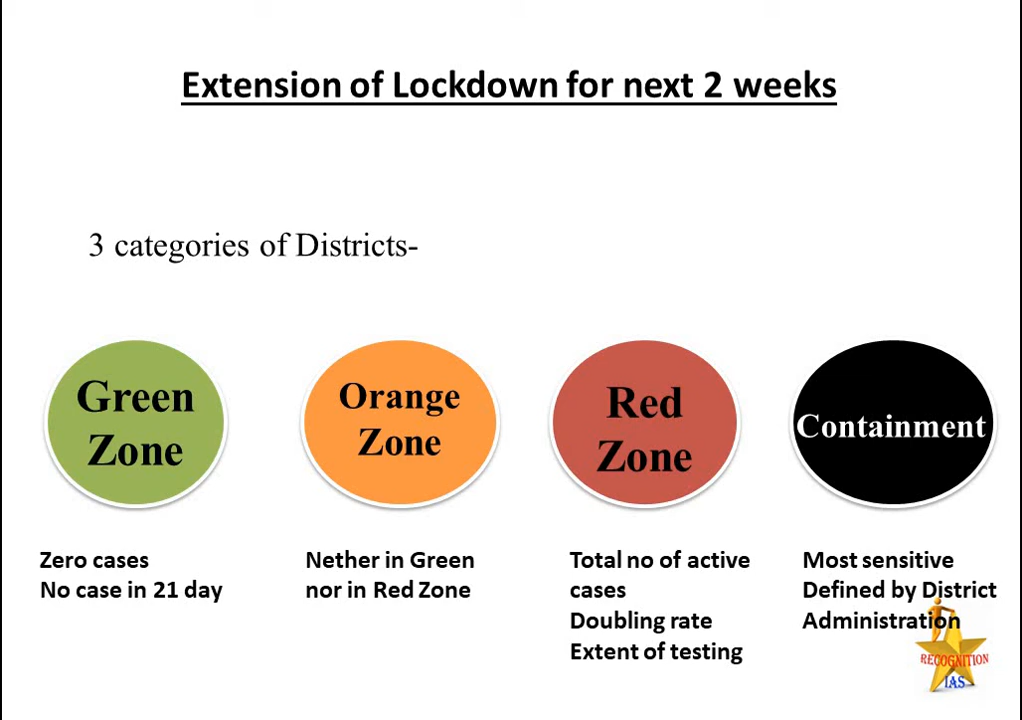 Extension of Lockdown for next 2 weeks
3 categories of Districts-
Green
Zone
Orange
Zone
Red
Zone
Containment
Zero cases
No case in 21 day
Nether in Green
nor in Red Zone
Total no of active
cases
Doubling rate
Extent of testing
Most sensitive
Defined by District
Administration
RECOGNITION
IAS